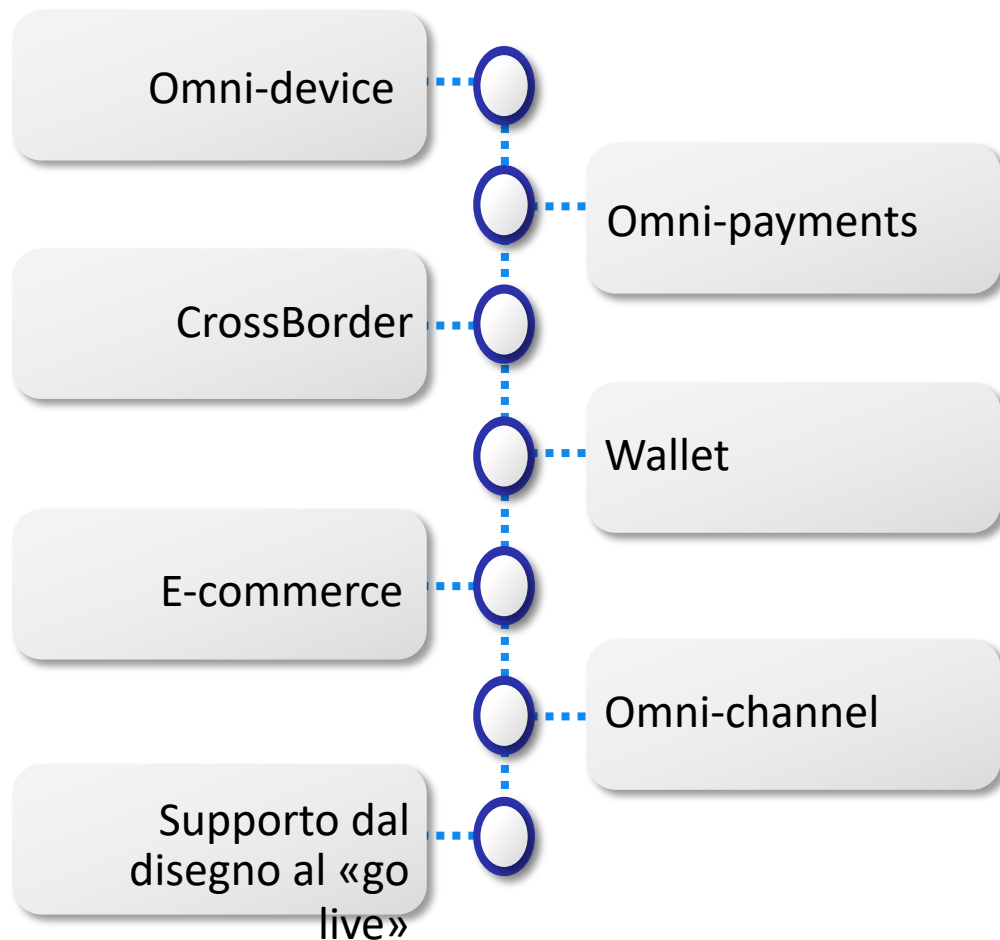 Omni-device
Omni-payments
CrossBorder
Wallet
E-commerce
Omni-channel
Supporto dal
disegno al «go
live»